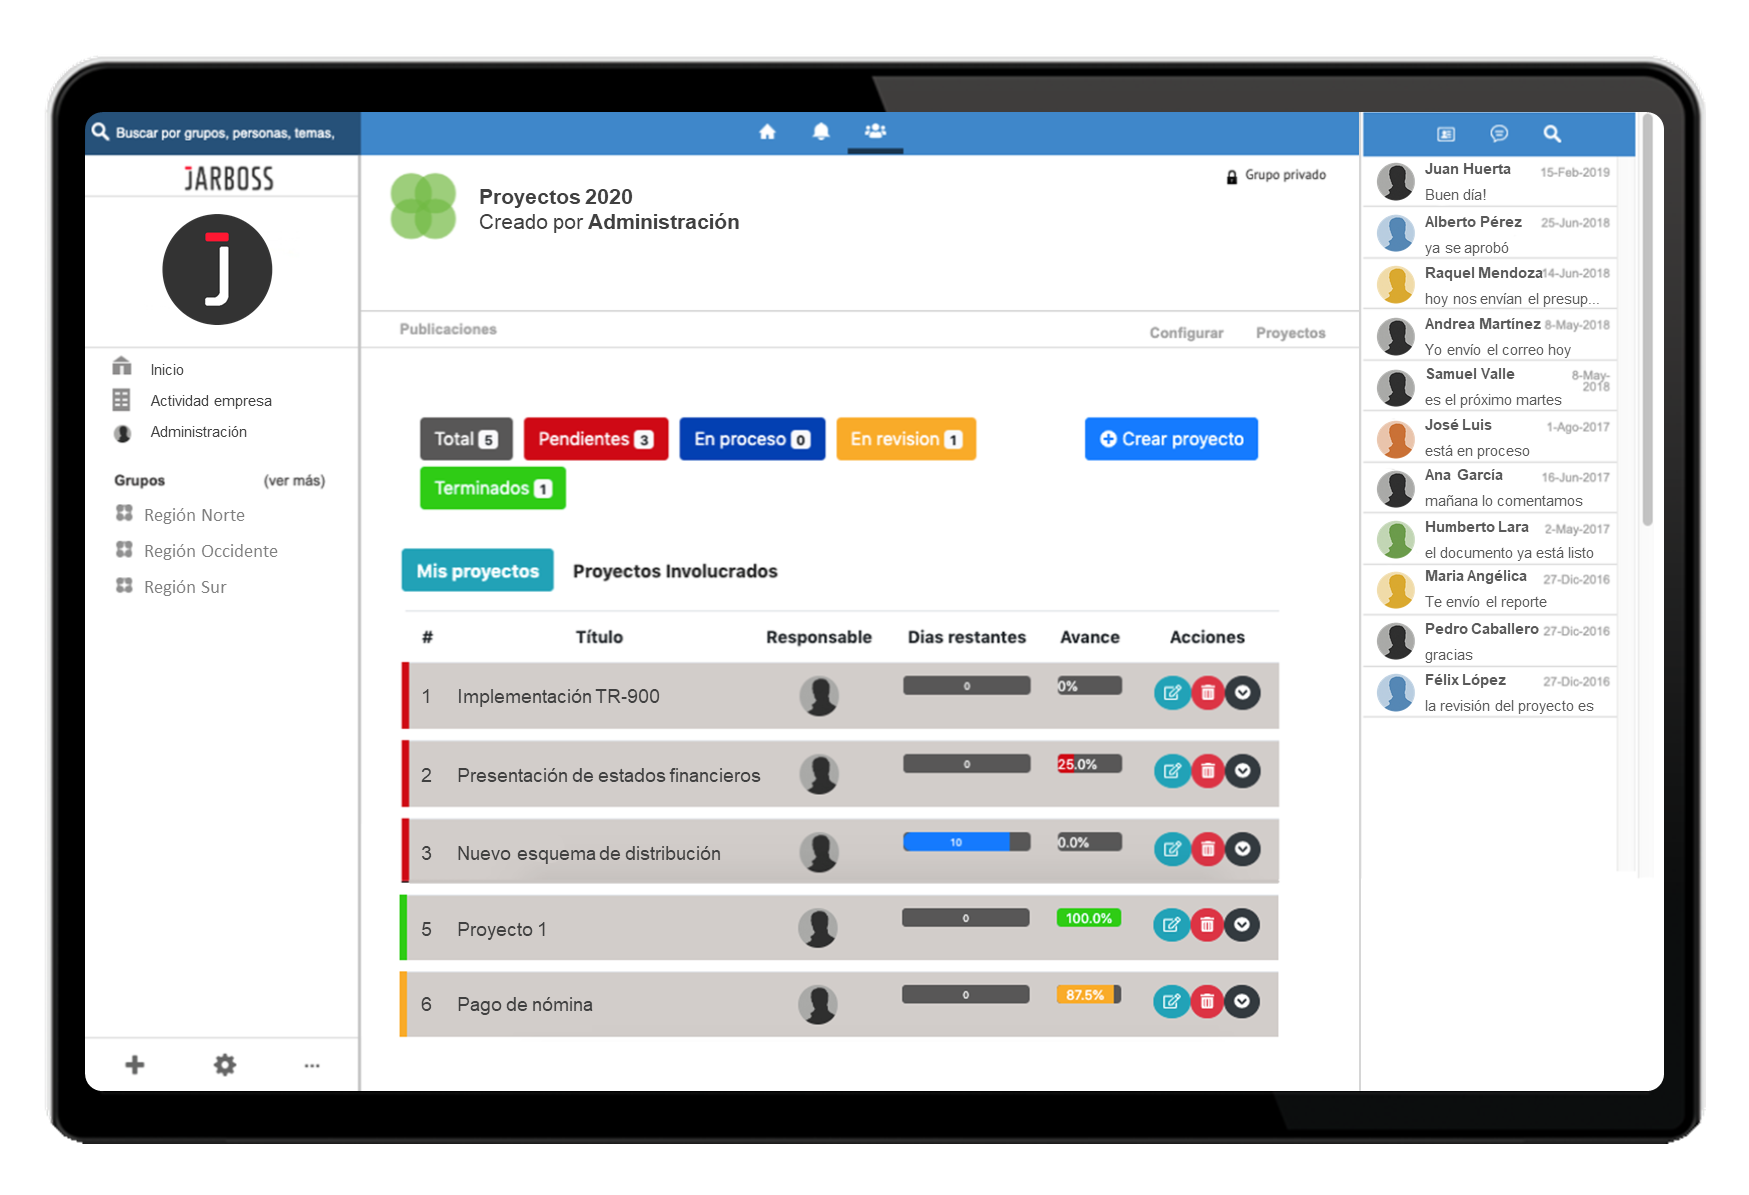 Buscar por grupos, personas, temas,
JARBOSS
J
Inicio
Actividad empresa
Administración
Grupos (ver más)
Región Norte
Región Occidente
Región Sur
Proyectos 2020
Creado por Administración
Grupo privado
Publicaciones
Configurar Proyectos
Total 5 Pendientes 3 En proceso 0 En revision 1 Crear proyecto
Terminados 1
Mis proyectos Proyectos Involucrados
# Título Responsable Dias restantes Avance Acciones
1 Implementación TR-900 0 0%
2 Presentación de estados financieros 0 25.0%
3 Nuevo esquema de distribución 10 0.0%
5 Proyecto 1 0 100.0%
6 Pago de nómina 0 87.5%
Juan Huerta 15-Feb-2019
Buen día!
Alberto Pérez 25-Jun-2018
ya se aprobó
Raquel Mendoza 14-Jun-2018
hoy nos envían el presup...
Andrea Martínez 8-May-2018
Yo envío el correo hoy
Samuel Valle 8-May-
2018
es el próximo martes
José Luis 1-Ago-2017
está en proceso
Ana García 16-Jun-2017
mañana lo comentamos
Humberto Lara 2-May-2017
el documento ya está listo
Maria Angélica 27-Dic-2016
Te envío el reporte
Pedro Caballero 27-Dic-2016
gracias
Félix López 27-Dic-2016
la revisión del proyecto es